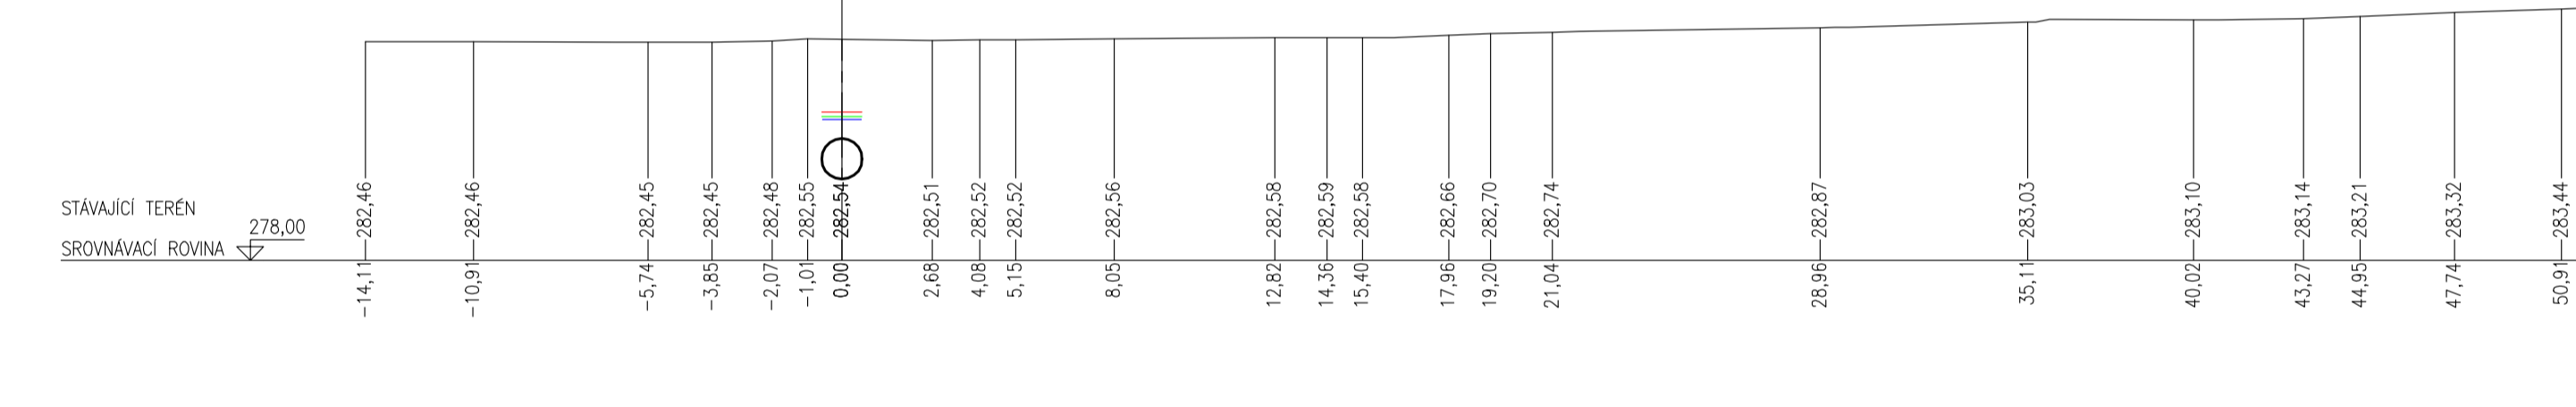 STÁVAJÍCÍ TERÉN
282,46 282,46 282,45 282,45 282,48 282,55 282,54 282,51 282,52 282,52 282,56 282,58 282,59 282,58 282,66 282,70 282,74 282,87 283,03 283,10 283,14 283,21 283,32 283,44
278,00
SROVNÁVACÍ ROVINA
-14,11 -10,91 -5,74 -3,85 -2,07 -1,01 0,00 2,68 4,08 5,15 8,05 12,82 14,36 15,40 17,96 19,20 21,04 28,96 35,11 40,02 43,27 44,95 47,74 50,91